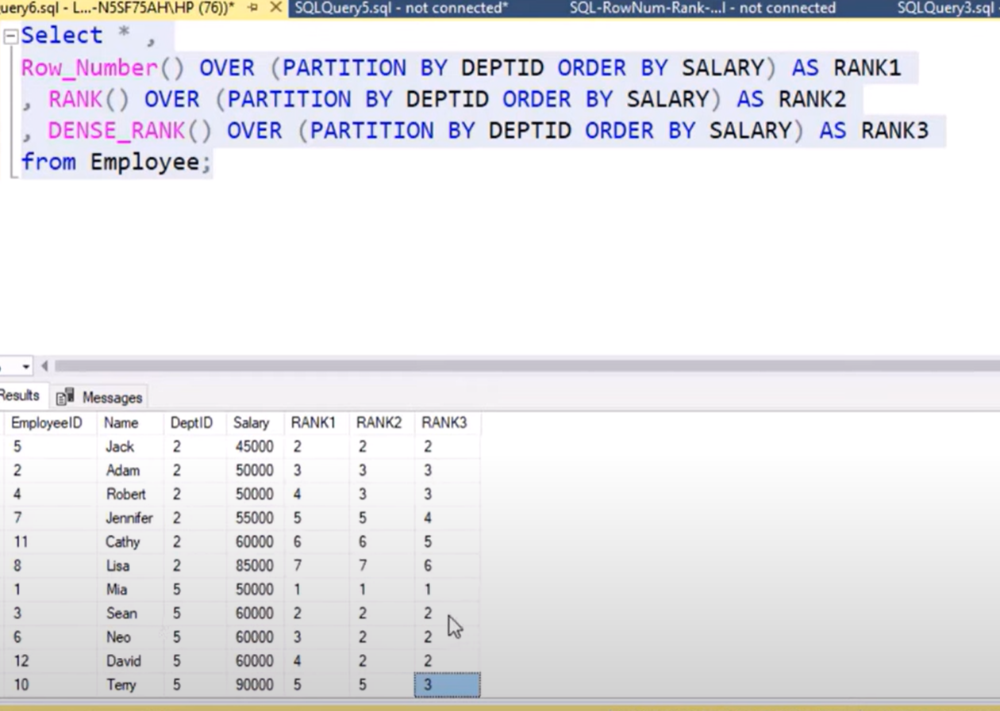 uery6.sql - L...-N5SF75AH\HP (76))* SQLQuery5.sql - not connected* SQL-RowNum-Rank-...l - not connected SQLQuery3.sql -
Select * ,
Row_Number() OVER (PARTITION BY DEPTID ORDER BY SALARY) AS RANK1
, RANK() OVER (PARTITION BY DEPTID ORDER BY SALARY) AS RANK2
, DENSE_RANK() OVER (PARTITION BY DEPTID ORDER BY SALARY) AS RANK3
from Employee;
Results Messages
EmployeeID Name DeptID Salary RANK1 RANK2 RANK3
5 Jack 2 45000 2 2 2
2 Adam 2 50000 3 3 3
4 Robert 2 50000 4 3 3
7 Jennifer 2 55000 5 5 4
11 Cathy 2 60000 6 6 5
8 Lisa 2 85000 7 7 6
1 Mia 5 50000 1 1 1
3 Sean 5 60000 2 2 2
6 Neo 5 60000 3 2 2
12 David 5 60000 4 2 2
10 Terry 5 90000 5 5 3